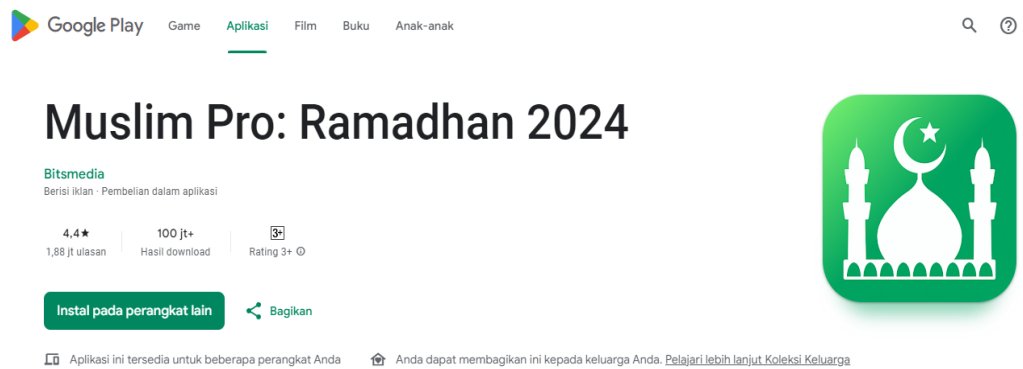 Google Play Game Aplikasi Film Buku Anak-anak
Muslim Pro: Ramadhan 2024
Bitsmedia
Berisi iklan · Pembelian dalam aplikasi
4,4★ 100 jt+ 3+
1,88 jt ulasan Hasil download Rating 3+
Instal pada perangkat lain Bagikan
Aplikasi ini tersedia untuk beberapa perangkat Anda Anda dapat membagikan ini kepada keluarga Anda. Pelajari lebih lanjut Koleksi Keluarga